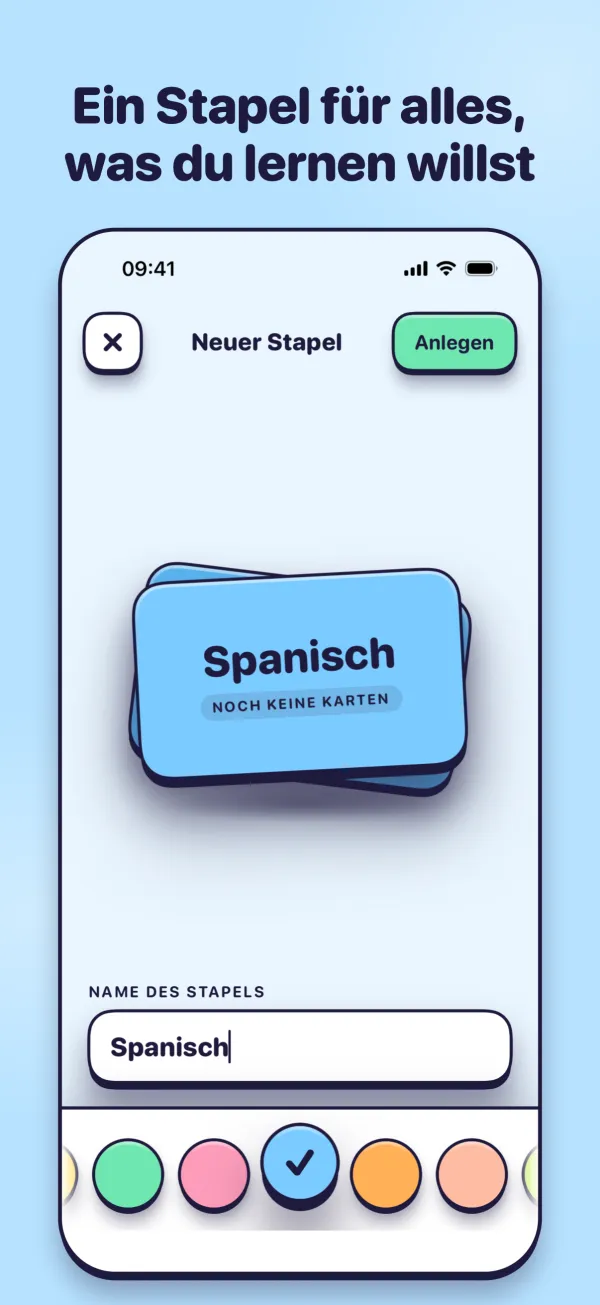 Ein Stapel für alles,
was du lernen willst
09:41
Neuer Stapel
Anlegen
Spanisch
NOCH KEINE KARTEN
NAME DES STAPELS
Spanisch